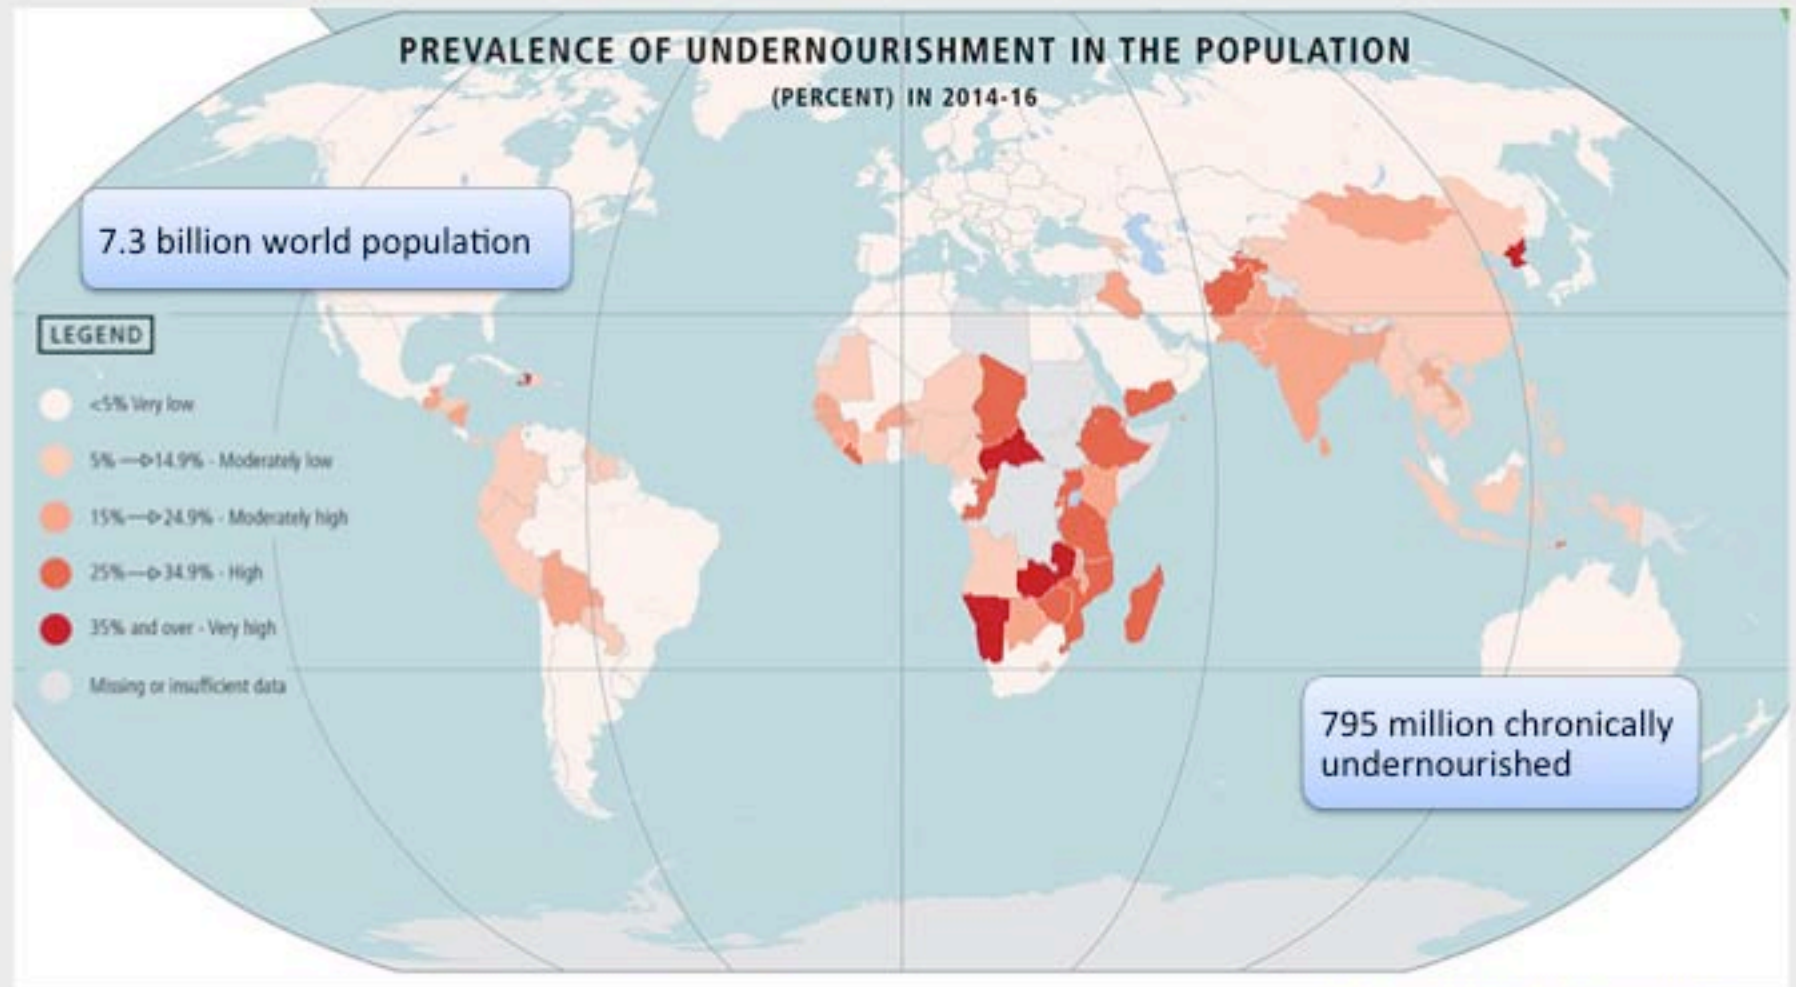 PREVALENCE OF UNDERNOURISHMENT IN THE POPULATION
(PERCENT) IN 2014-16
7.3 billion world population
LEGEND
<5% Very low
5% —▷14.9% - Moderately low
15%—▷24.9% - Moderately high
25%—▷34.9% - High
35% and over - Very high
Missing or insufficient data
795 million chronically
undernourished